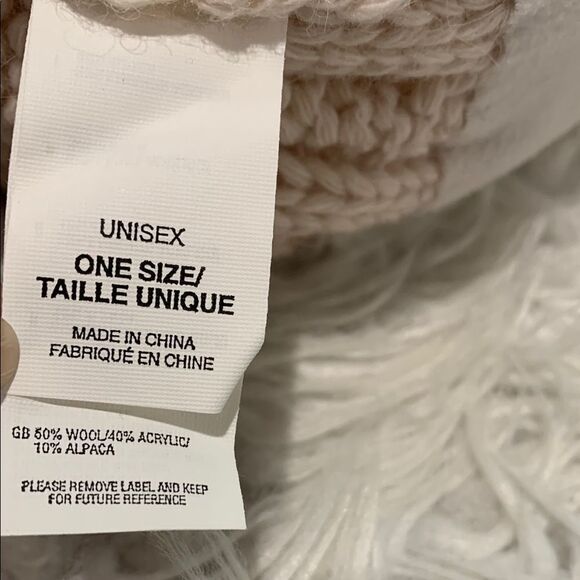 UNISEX
ONE SIZE/
TAILLE UNIQUE
MADE IN CHINA
FABRIQUÉ EN CHINE
GB 50% WOOL/40% ACRYLIC/
10% ALPACA
PLEASE REMOVE LABEL AND KEEP
FOR FUTURE REFERENCE